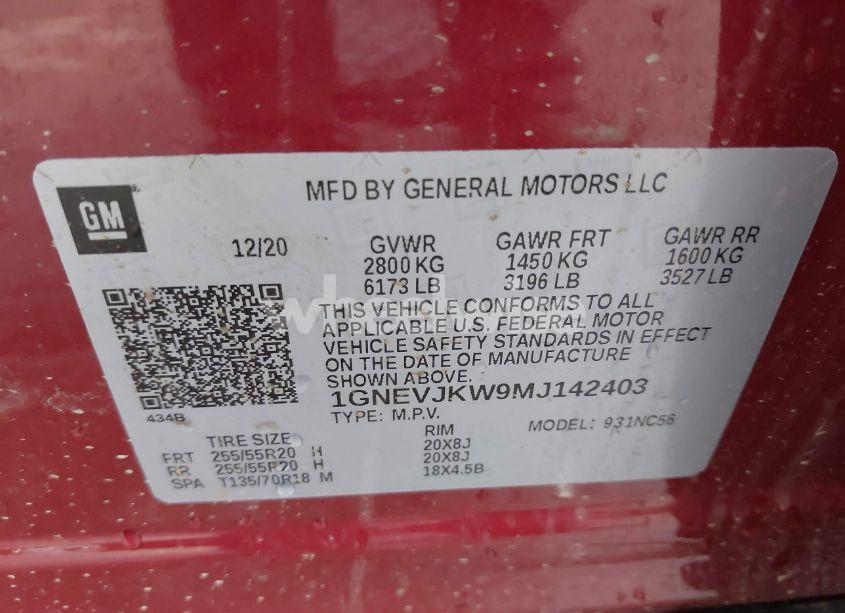 GM
MFD BY GENERAL MOTORS LLC
12/20 GVWR GAWR FRT GAWR RR
2800 KG 1450 KG 1600 KG
6173 LB 3196 LB 3527 LB
THIS VEHICLE CONFORMS TO ALL
APPLICABLE U.S. FEDERAL MOTOR
VEHICLE SAFETY STANDARDS IN EFFECT
ON THE DATE OF MANUFACTURE
SHOWN ABOVE.
1GNEVJKW9MJ142403
434B
TYPE: M.P.V. MODEL: 931NC56
TIRE SIZE RIM
FRT 255/55R20 H 20X8J
RR 255/55R20 H 20X8J
SPA T135/70R18 M 18X4.5B